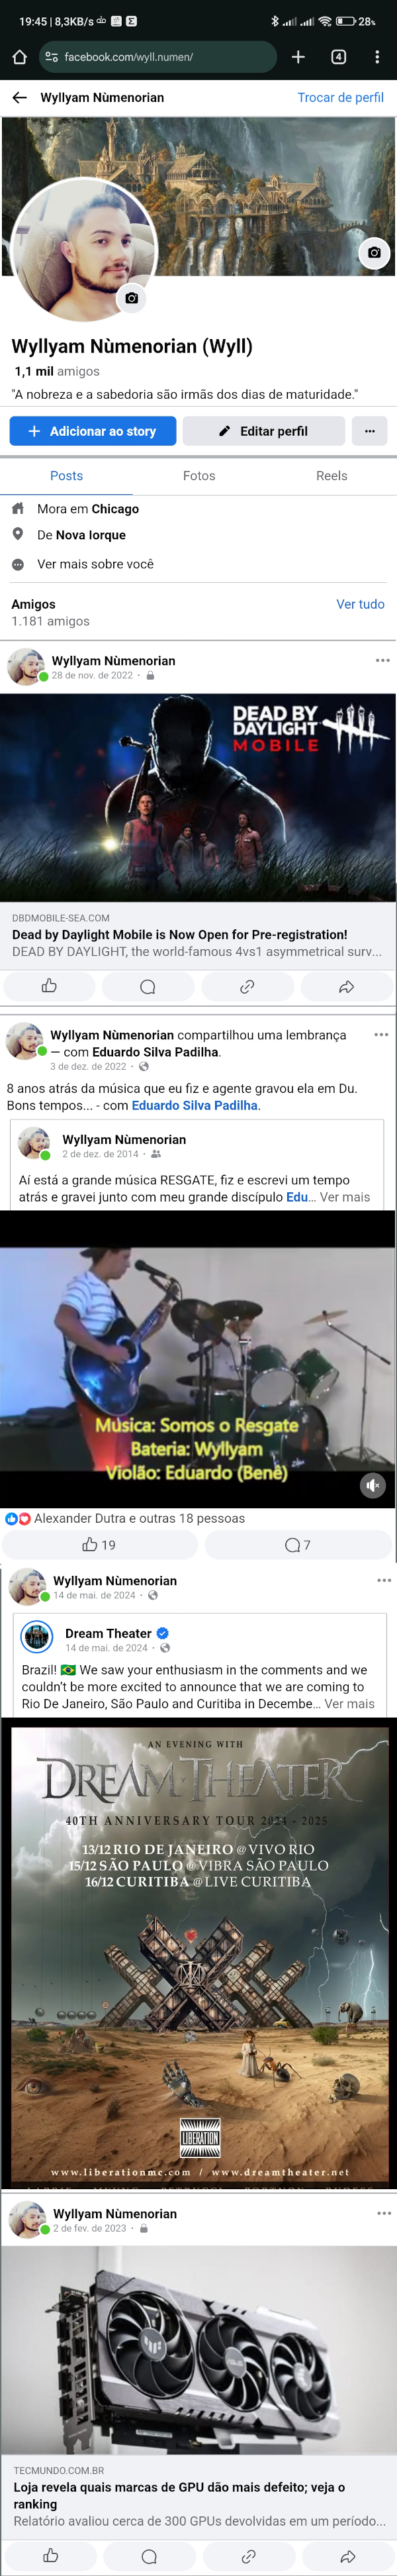 19:45 | 8,3KB/s
28%
facebook.com/wyll.numen/
4
Wyllyam Nùmenorian
Trocar de perfil
Wyllyam Nùmenorian (Wyll)
1,1 mil amigos
"A nobreza e a sabedoria são irmãs dos dias de maturidade."
Adicionar ao story
Editar perfil
Posts
Fotos
Reels
Mora em Chicago
De Nova Iorque
Ver mais sobre você
Amigos
Ver tudo
1.181 amigos
Wyllyam Nùmenorian
28 de nov. de 2022
DEAD BY
DAYLIGHT
MOBILE
DBDMOBILE-SEA.COM
Dead by Daylight Mobile is Now Open for Pre-registration!
DEAD BY DAYLIGHT, the world-famous 4vs1 asymmetrical surv...
Wyllyam Nùmenorian compartilhou uma lembrança
— com Eduardo Silva Padilha.
3 de dez. de 2022
8 anos atrás da música que eu fiz e agente gravou ela em Du.
Bons tempos... - com Eduardo Silva Padilha.
Wyllyam Nùmenorian
2 de dez. de 2014
Aí está a grande música RESGATE, fiz e escrevi um tempo
atrás e gravei junto com meu grande discípulo Edu... Ver mais
Musica: Somos o Resgate
Bateria: Wyllyam
Violão: Eduardo (Benê)
Alexander Dutra e outras 18 pessoas
19
7
Wyllyam Nùmenorian
14 de mai. de 2024
Dream Theater
14 de mai. de 2024
Brazil! 🇧🇷 We saw your enthusiasm in the comments and we
couldn't be more excited to announce that we are coming to
Rio De Janeiro, São Paulo and Curitiba in Decembe... Ver mais
AN EVENING WITH
DREAM THEATER
40TH ANNIVERSARY TOUR 2024 - 2025
13/12 RIO DE JANEIRO @ VIVO RIO
15/12 SÃO PAULO @ VIBRA SÃO PAULO
16/12 CURITIBA @ LIVE CURITIBA
LIBERATION
www.liberationmc.com / www.dreamtheater.net
Wyllyam Nùmenorian
2 de fev. de 2023
TECMUNDO.COM.BR
Loja revela quais marcas de GPU dão mais defeito; veja o
ranking
Relatório avaliou cerca de 300 GPUs devolvidas em um período...